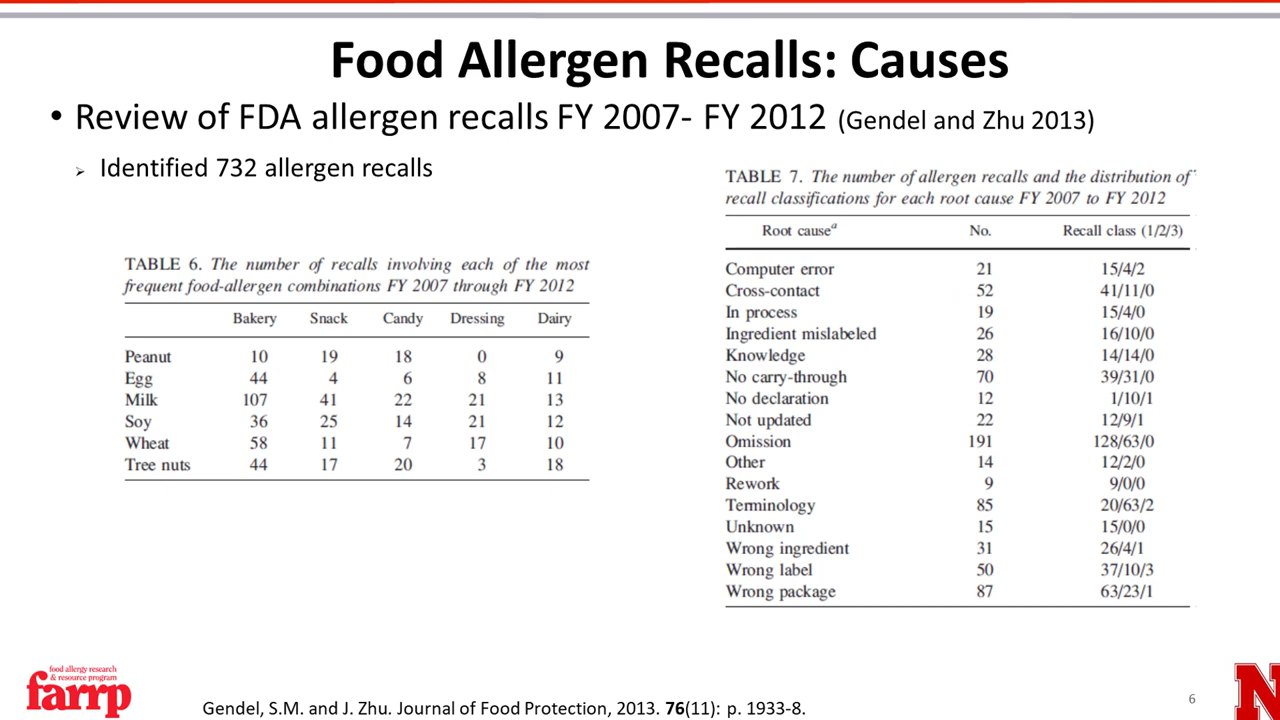 Food Allergen Recalls: Causes
• Review of FDA allergen recalls FY 2007- FY 2012 (Gendel and Zhu 2013)
➢ Identified 732 allergen recalls
TABLE 6. The number of recalls involving each of the most
frequent food-allergen combinations FY 2007 through FY 2012
Bakery Snack Candy Dressing Dairy
Peanut 10 19 18 0 9
Egg 44 4 6 8 11
Milk 107 41 22 21 13
Soy 36 25 14 21 12
Wheat 58 11 7 17 10
Tree nuts 44 17 20 3 18
TABLE 7. The number of allergen recalls and the distribution of
recall classifications for each root cause FY 2007 to FY 2012
Root causeᵃ No. Recall class (1/2/3)
Computer error 21 15/4/2
Cross-contact 52 41/11/0
In process 19 15/4/0
Ingredient mislabeled 26 16/10/0
Knowledge 28 14/14/0
No carry-through 70 39/31/0
No declaration 12 1/10/1
Not updated 22 12/9/1
Omission 191 128/63/0
Other 14 12/2/0
Rework 9 9/0/0
Terminology 85 20/63/2
Unknown 15 15/0/0
Wrong ingredient 31 26/4/1
Wrong label 50 37/10/3
Wrong package 87 63/23/1
food allergy research
& resource program
farrp
Gendel, S.M. and J. Zhu. Journal of Food Protection, 2013. 76(11): p. 1933-8.
6
N